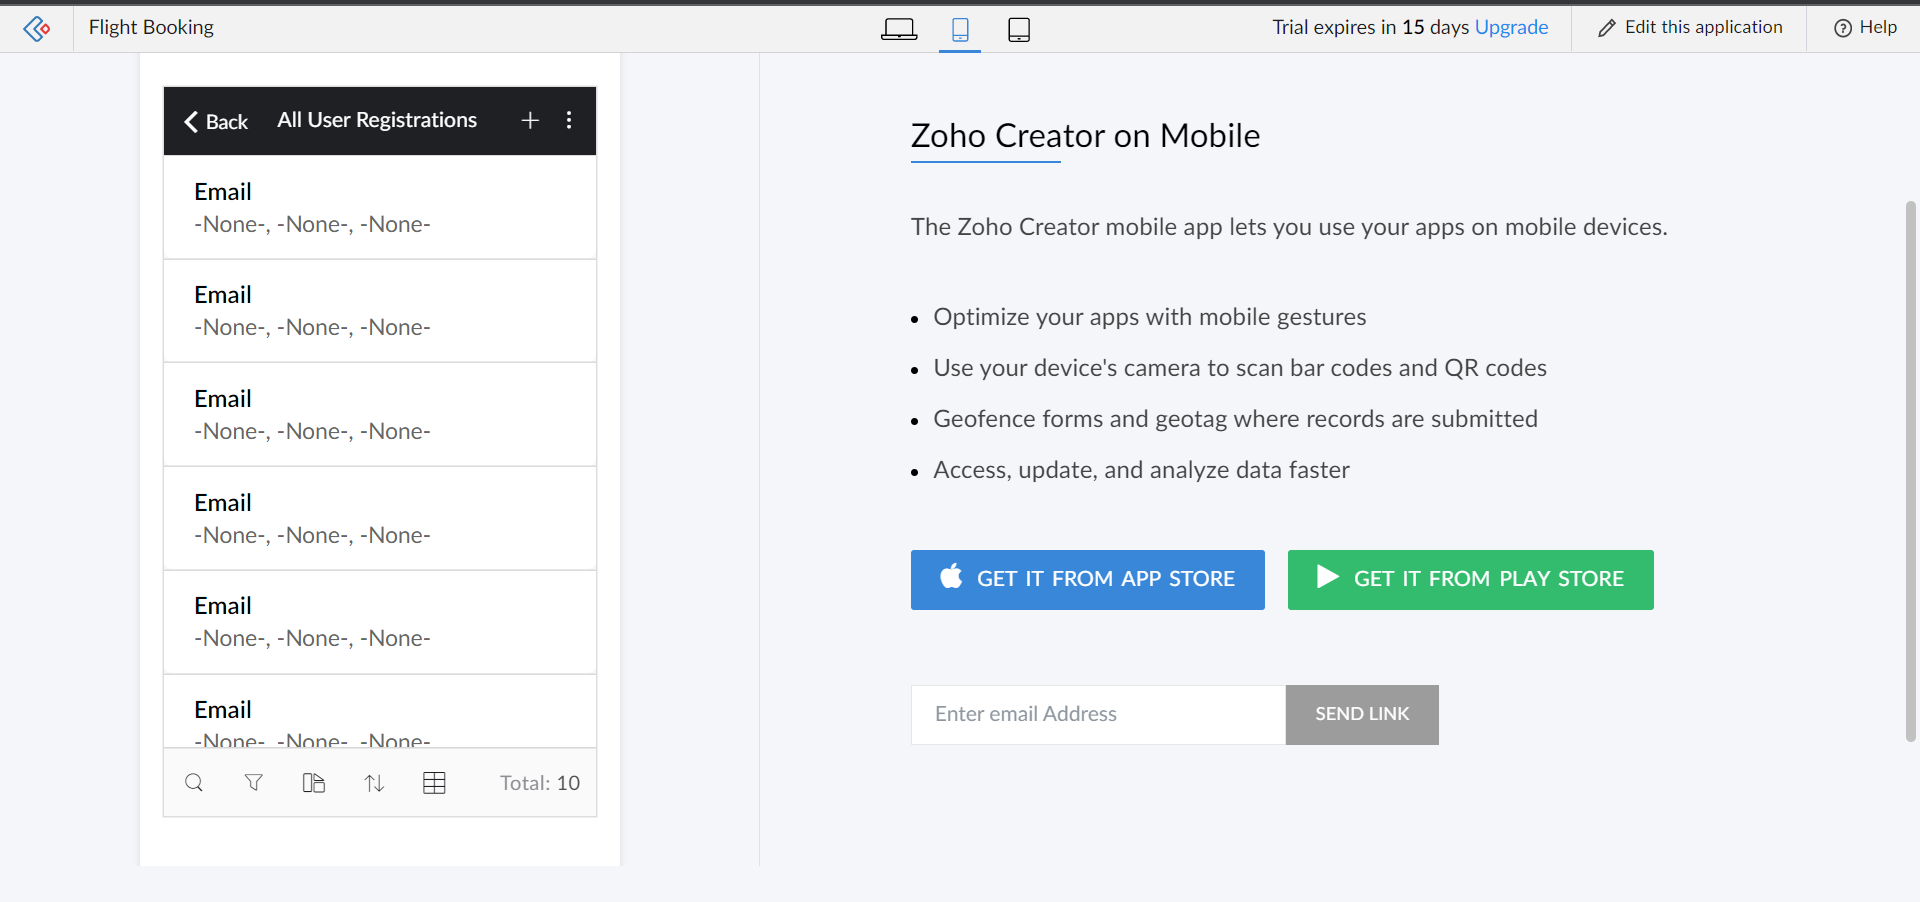 Flight Booking
Trial expires in 15 days Upgrade
Edit this application
Help
Back
All User Registrations
Email
-None-, -None-, -None-
Email
-None-, -None-, -None-
Email
-None-, -None-, -None-
Email
-None-, -None-, -None-
Email
-None-, -None-, -None-
Email
-None-, -None-, -None-
Total: 10
Zoho Creator on Mobile
The Zoho Creator mobile app lets you use your apps on mobile devices.
Optimize your apps with mobile gestures
Use your device's camera to scan bar codes and QR codes
Geofence forms and geotag where records are submitted
Access, update, and analyze data faster
GET IT FROM APP STORE
GET IT FROM PLAY STORE
Enter email Address
SEND LINK